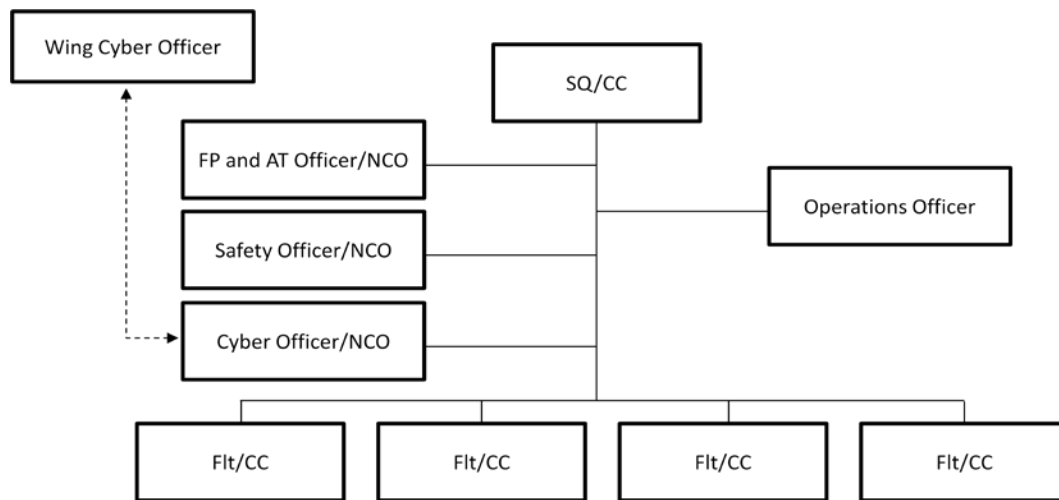 Wing Cyber Officer
SQ/CC
FP and AT Officer/NCO
Operations Officer
Safety Officer/NCO
Cyber Officer/NCO
Flt/CC
Flt/CC
Flt/CC
Flt/CC